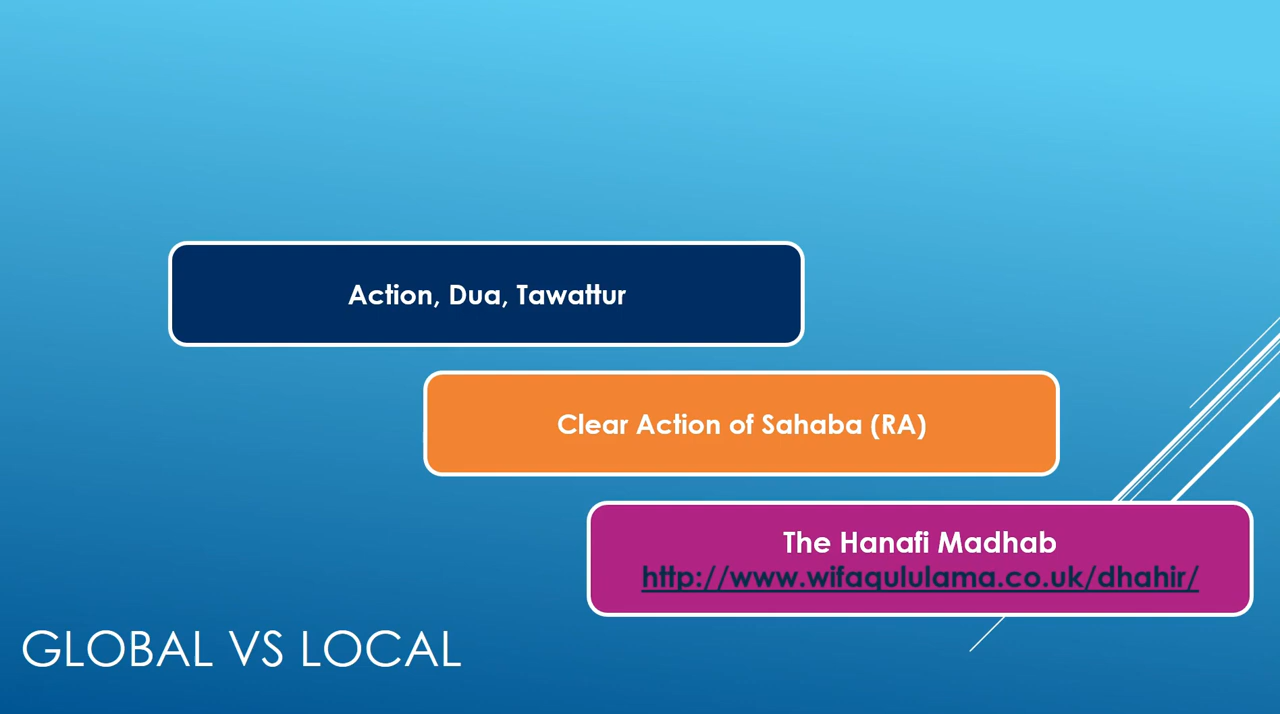 Action, Dua, Tawattur
Clear Action of Sahaba (RA)
The Hanafi Madhab
http://www.wifaqululama.co.uk/dhahir/
GLOBAL VS LOCAL